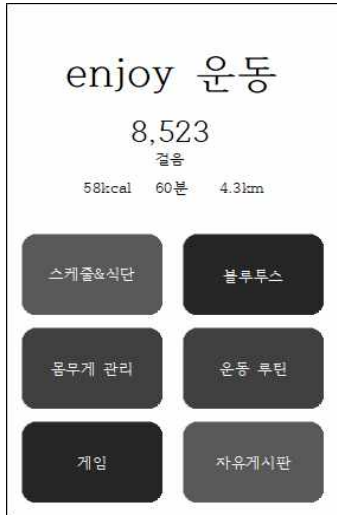 enjoy 운동
8,523
걸음
58kcal 60분 4.3km
스케줄&식단 블루투스
몸무게 관리 운동 루틴
게임 자유게시판